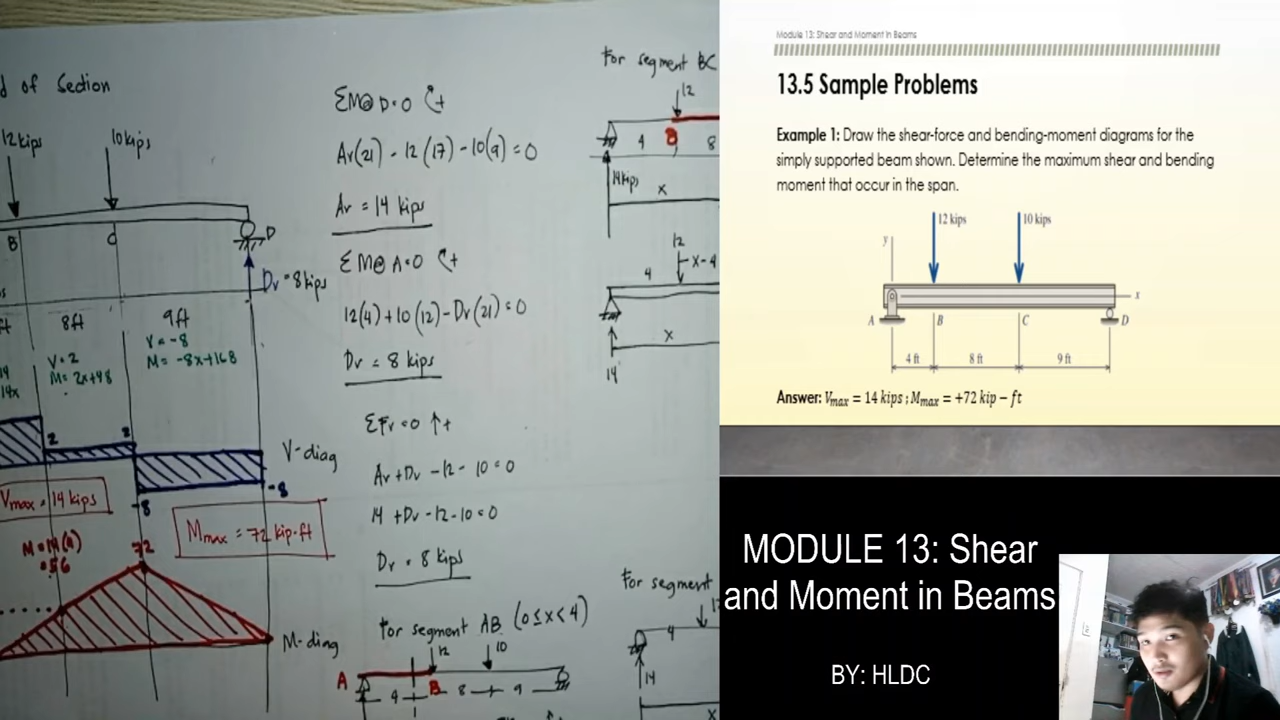 d of Section
12kips
10kips
B
C
D
Dv = 8kips
ft
8ft
9ft
V = 2
M = 2x+48
V = -8
M = -8x+168
14x
2
2
-8
-8
V-diag
Vmax = 14 kips
Mmax = 72 kip-ft
72
M-diag
ΣM@ D=0 +
Av(21) - 12(17) - 10(9) = 0
Av = 14 kips
ΣM@ A=0 +
12(4) + 10(12) - Dv(21) = 0
Dv = 8 kips
ΣFv = 0 ↑+
Av + Dv - 12 - 10 = 0
14 + Dv - 12 - 10 = 0
Dv = 8 kips
For segment AB (0≤x<4)
12
10
A
4
B
8
9
For segment BC
12
4
B
8
14kips
x
12
4
x-4
x
14
For segment
4
14
x
Module 13: Shear and Moment in Beams
13.5 Sample Problems
Example 1: Draw the shear-force and bending-moment diagrams for the
simply supported beam shown. Determine the maximum shear and bending
moment that occur in the span.
12 kips
10 kips
y
x
A
B
C
D
4 ft
8 ft
9 ft
Answer: Vmax = 14 kips ; Mmax = +72 kip − ft
MODULE 13: Shear
and Moment in Beams
BY: HLDC